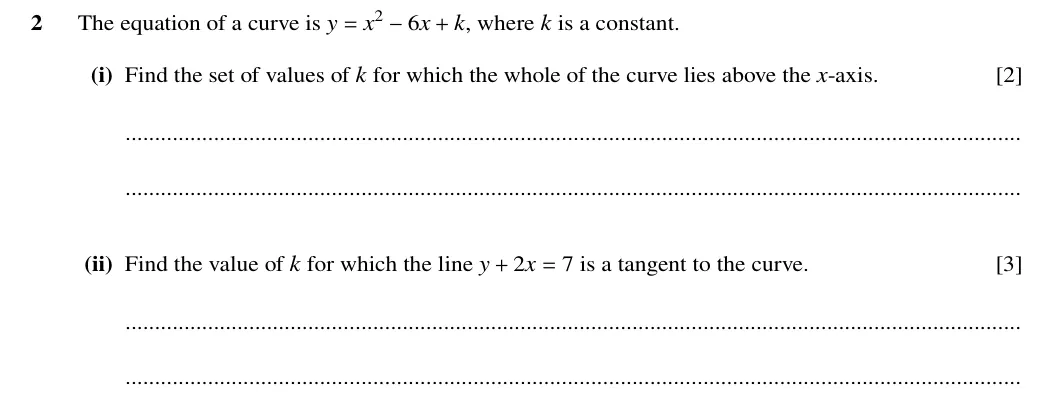 2 The equation of a curve is y = x² – 6x + k, where k is a constant.
(i) Find the set of values of k for which the whole of the curve lies above the x-axis. [2]
(ii) Find the value of k for which the line y + 2x = 7 is a tangent to the curve. [3]